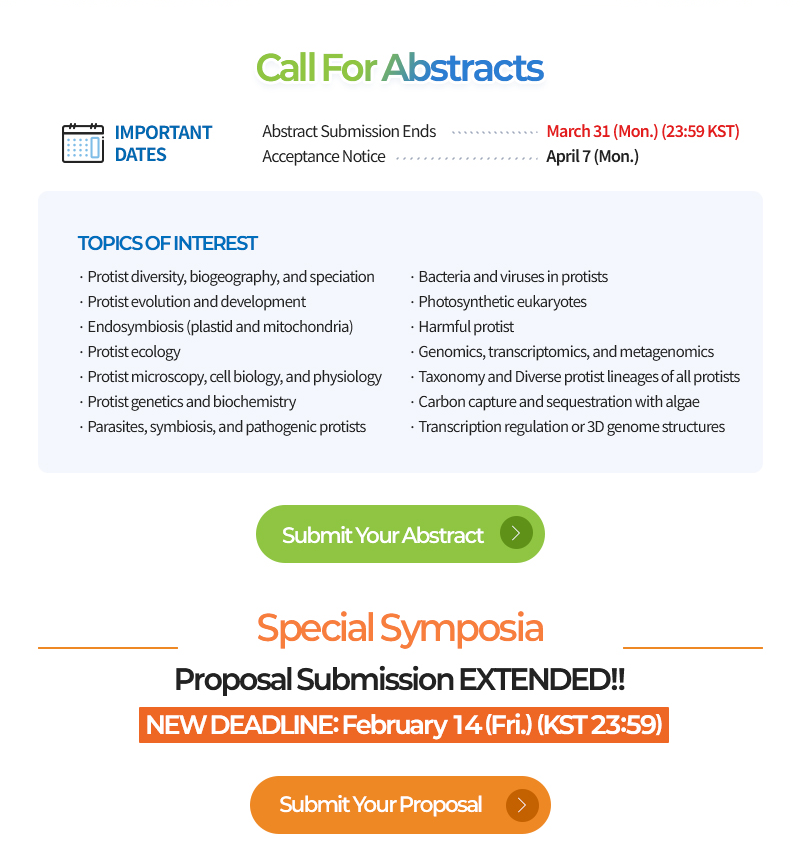 Call For Abstracts
IMPORTANT
DATES
Abstract Submission Ends March 31 (Mon.) (23:59 KST)
Acceptance Notice April 7 (Mon.)
TOPICS OF INTEREST
· Protist diversity, biogeography, and speciation
· Protist evolution and development
· Endosymbiosis (plastid and mitochondria)
· Protist ecology
· Protist microscopy, cell biology, and physiology
· Protist genetics and biochemistry
· Parasites, symbiosis, and pathogenic protists
· Bacteria and viruses in protists
· Photosynthetic eukaryotes
· Harmful protist
· Genomics, transcriptomics, and metagenomics
· Taxonomy and Diverse protist lineages of all protists
· Carbon capture and sequestration with algae
· Transcription regulation or 3D genome structures
Submit Your Abstract
Special Symposia
Proposal Submission EXTENDED!!
NEW DEADLINE: February 14 (Fri.) (KST 23:59)
Submit Your Proposal